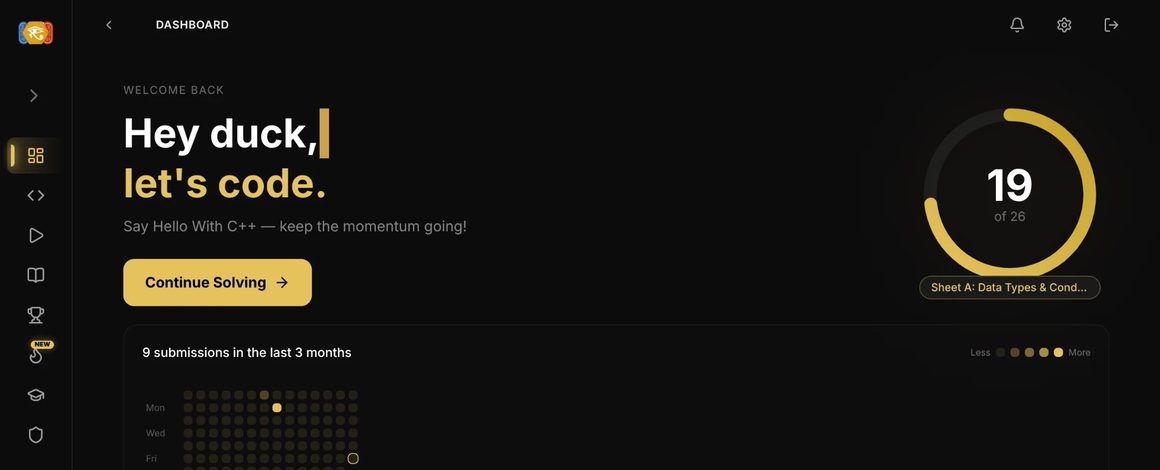 DASHBOARD
WELCOME BACK
Hey duck,
let's code.
Say Hello With C++ — keep the momentum going!
Continue Solving →
19
of 26
Sheet A: Data Types & Cond...
NEW
9 submissions in the last 3 months
Less
More
Mon
Wed
Fri